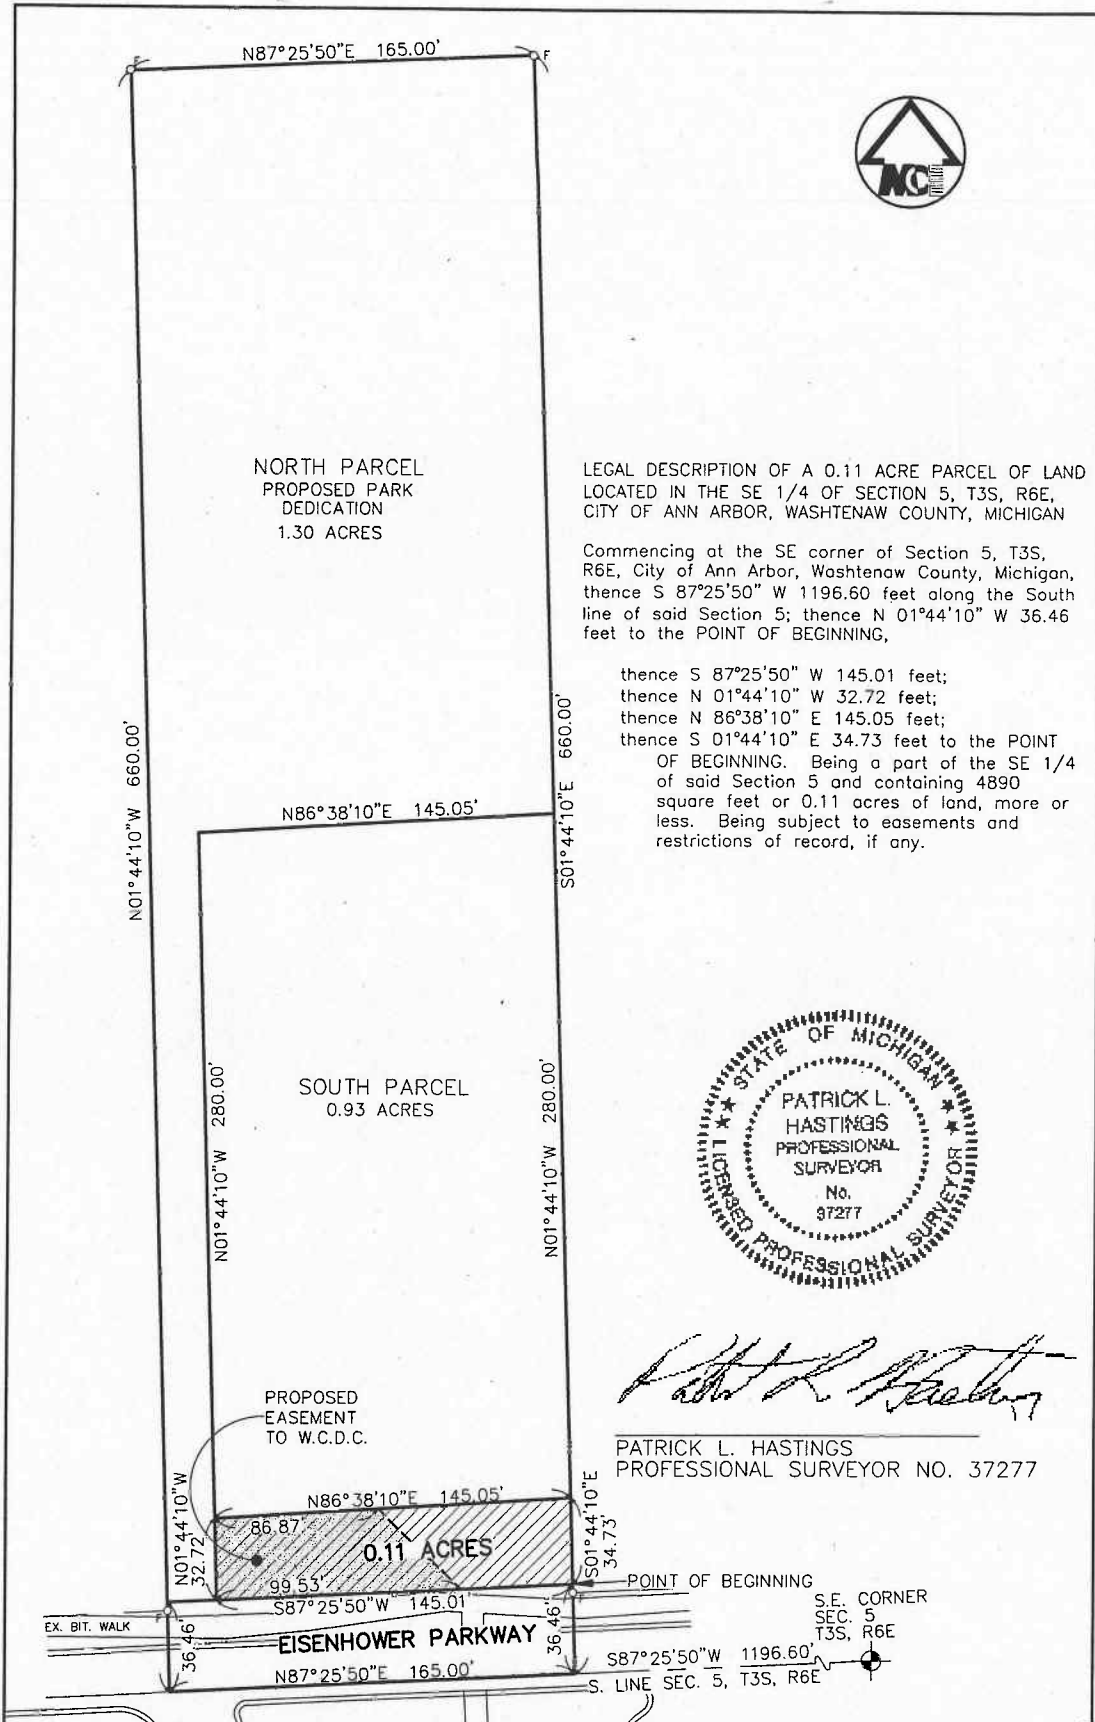 N87°25'50"E 165.00'
F
F
NCE
NORTH PARCEL
PROPOSED PARK
DEDICATION
1.30 ACRES
LEGAL DESCRIPTION OF A 0.11 ACRE PARCEL OF LAND
LOCATED IN THE SE 1/4 OF SECTION 5, T3S, R6E,
CITY OF ANN ARBOR, WASHTENAW COUNTY, MICHIGAN
Commencing at the SE corner of Section 5, T3S,
R6E, City of Ann Arbor, Washtenaw County, Michigan,
thence S 87°25'50" W 1196.60 feet along the South
line of said Section 5; thence N 01°44'10" W 36.46
feet to the POINT OF BEGINNING,
thence S 87°25'50" W 145.01 feet;
thence N 01°44'10" W 32.72 feet;
thence N 86°38'10" E 145.05 feet;
thence S 01°44'10" E 34.73 feet to the POINT
OF BEGINNING. Being a part of the SE 1/4
of said Section 5 and containing 4890
square feet or 0.11 acres of land, more or
less. Being subject to easements and
restrictions of record, if any.
N01°44'10"W 660.00'
S01°44'10"E 660.00'
N86°38'10"E 145.05'
SOUTH PARCEL
0.93 ACRES
N01°44'10"W 280.00'
N01°44'10"W 280.00'
STATE OF MICHIGAN
PATRICK L.
HASTINGS
PROFESSIONAL
SURVEYOR
No.
37277
LICENSED PROFESSIONAL SURVEYOR
PATRICK L. HASTINGS
PROFESSIONAL SURVEYOR NO. 37277
PROPOSED
EASEMENT
TO W.C.D.C.
N86°38'10"E 145.05'
N01°44'10"W
32.72'
86.87'
0.11 ACRES
S01°44'10"E
34.73'
99.53'
S87°25'50"W 145.01'
POINT OF BEGINNING
F
F
EX. BIT. WALK
36.46'
EISENHOWER PARKWAY
36.46'
S.E. CORNER
SEC. 5
T3S, R6E
N87°25'50"E 165.00'
S87°25'50"W 1196.60'
S. LINE SEC. 5, T3S, R6E